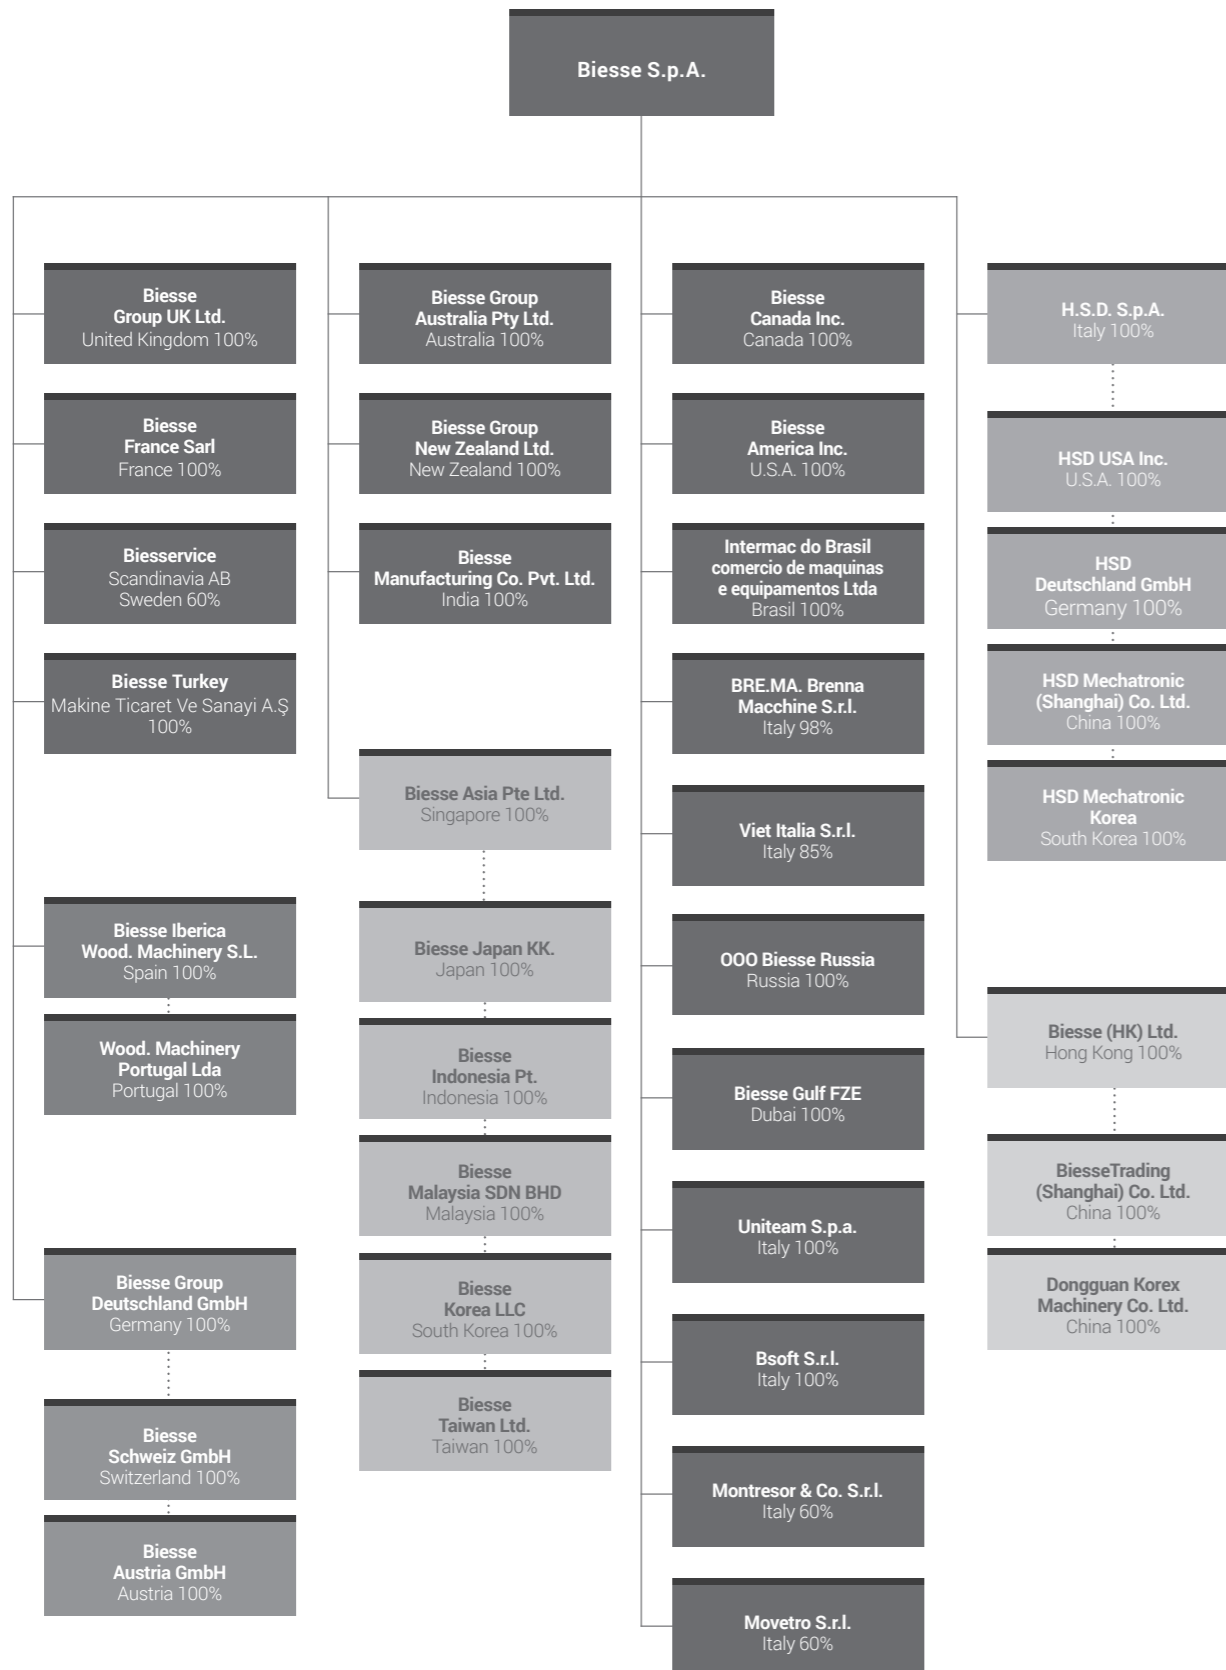 Biesse S.p.A.
Biesse
Group UK Ltd.
United Kingdom 100%
Biesse
France Sarl
France 100%
Biesservice
Scandinavia AB
Sweden 60%
Biesse Turkey
Makine Ticaret Ve Sanayi A.Ş
100%
Biesse Iberica
Wood. Machinery S.L.
Spain 100%
Wood. Machinery
Portugal Lda
Portugal 100%
Biesse Group
Deutschland GmbH
Germany 100%
Biesse
Schweiz GmbH
Switzerland 100%
Biesse
Austria GmbH
Austria 100%
Biesse Group
Australia Pty Ltd.
Australia 100%
Biesse Group
New Zealand Ltd.
New Zealand 100%
Biesse
Manufacturing Co. Pvt. Ltd.
India 100%
Biesse Asia Pte Ltd.
Singapore 100%
Biesse Japan KK.
Japan 100%
Biesse
Indonesia Pt.
Indonesia 100%
Biesse
Malaysia SDN BHD
Malaysia 100%
Biesse
Korea LLC
South Korea 100%
Biesse
Taiwan Ltd.
Taiwan 100%
Biesse
Canada Inc.
Canada 100%
Biesse
America Inc.
U.S.A. 100%
Intermac do Brasil
comercio de maquinas
e equipamentos Ltda
Brasil 100%
BRE.MA. Brenna
Macchine S.r.l.
Italy 98%
Viet Italia S.r.l.
Italy 85%
OOO Biesse Russia
Russia 100%
Biesse Gulf FZE
Dubai 100%
Uniteam S.p.a.
Italy 100%
Bsoft S.r.l.
Italy 100%
Montresor & Co. S.r.l.
Italy 60%
Movetro S.r.l.
Italy 60%
H.S.D. S.p.A.
Italy 100%
HSD USA Inc.
U.S.A. 100%
HSD
Deutschland GmbH
Germany 100%
HSD Mechatronic
(Shanghai) Co. Ltd.
China 100%
HSD Mechatronic
Korea
South Korea 100%
Biesse (HK) Ltd.
Hong Kong 100%
BiesseTrading
(Shanghai) Co. Ltd.
China 100%
Dongguan Korex
Machinery Co. Ltd.
China 100%